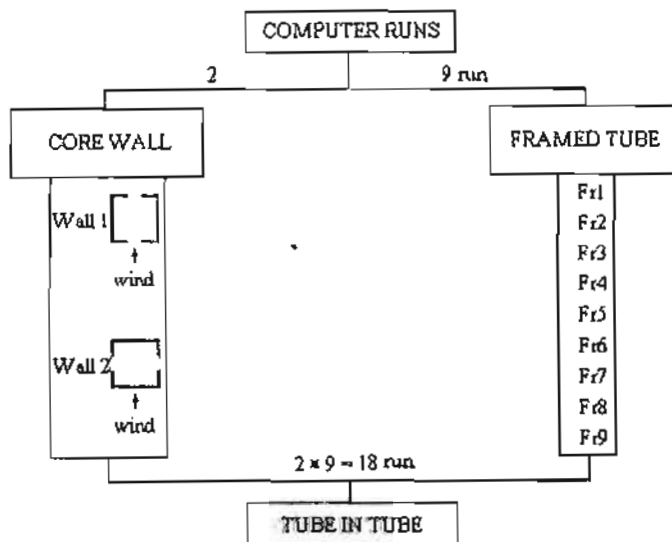 COMPUTER RUNS
2
9 run
CORE WALL
FRAMED TUBE
Wall 1
wind
Wall 2
wind
Fr1
Fr2
Fr3
Fr4
Fr5
Fr6
Fr7
Fr8
Fr9
2 × 9 = 18 run
TUBE IN TUBE